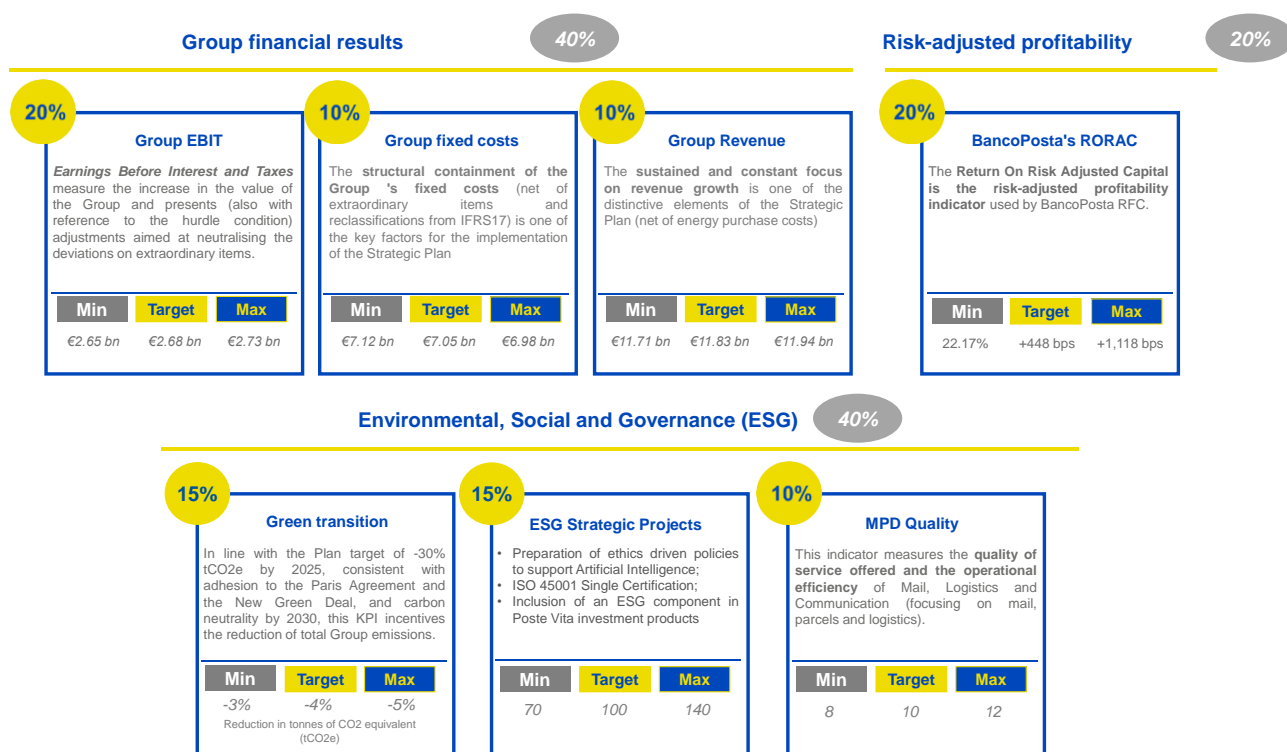 Group financial results
40%
Risk-adjusted profitability
20%
20%
Group EBIT
Earnings Before Interest and Taxes
measure the increase in the value of
the Group and presents (also with
reference to the hurdle condition)
adjustments aimed at neutralising the
deviations on extraordinary items.
Min Target Max
€2.65 bn €2.68 bn €2.73 bn
10%
Group fixed costs
The structural containment of the
Group 's fixed costs (net of
extraordinary items and
reclassifications from IFRS17) is one of
the key factors for the implementation
of the Strategic Plan
Min Target Max
€7.12 bn €7.05 bn €6.98 bn
10%
Group Revenue
The sustained and constant focus
on revenue growth is one of the
distinctive elements of the Strategic
Plan (net of energy purchase costs)
Min Target Max
€11.71 bn €11.83 bn €11.94 bn
20%
BancoPosta's RORAC
The Return On Risk Adjusted Capital
is the risk-adjusted profitability
indicator used by BancoPosta RFC.
Min Target Max
22.17% +448 bps +1,118 bps
Environmental, Social and Governance (ESG)
40%
15%
Green transition
In line with the Plan target of -30%
tCO2e by 2025, consistent with
adhesion to the Paris Agreement and
the New Green Deal, and carbon
neutrality by 2030, this KPI incentives
the reduction of total Group emissions.
Min Target Max
-3% -4% -5%
Reduction in tonnes of CO2 equivalent
(tCO2e)
15%
ESG Strategic Projects
• Preparation of ethics driven policies
to support Artificial Intelligence;
• ISO 45001 Single Certification;
• Inclusion of an ESG component in
Poste Vita investment products
Min Target Max
70 100 140
10%
MPD Quality
This indicator measures the quality of
service offered and the operational
efficiency of Mail, Logistics and
Communication (focusing on mail,
parcels and logistics).
Min Target Max
8 10 12